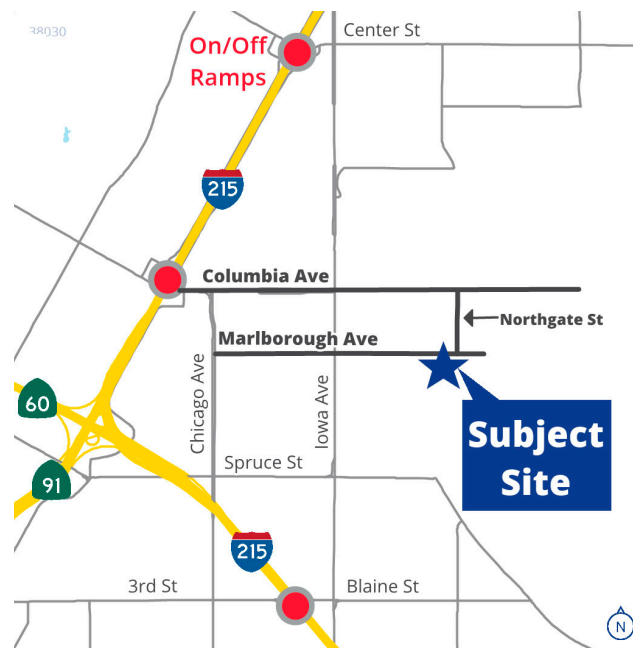 38030
On/Off
Ramps
Center St
215
Columbia Ave
Northgate St
Marlborough Ave
Chicago Ave
Iowa Ave
60
91
Subject
Site
Spruce St
215
3rd St
Blaine St
N